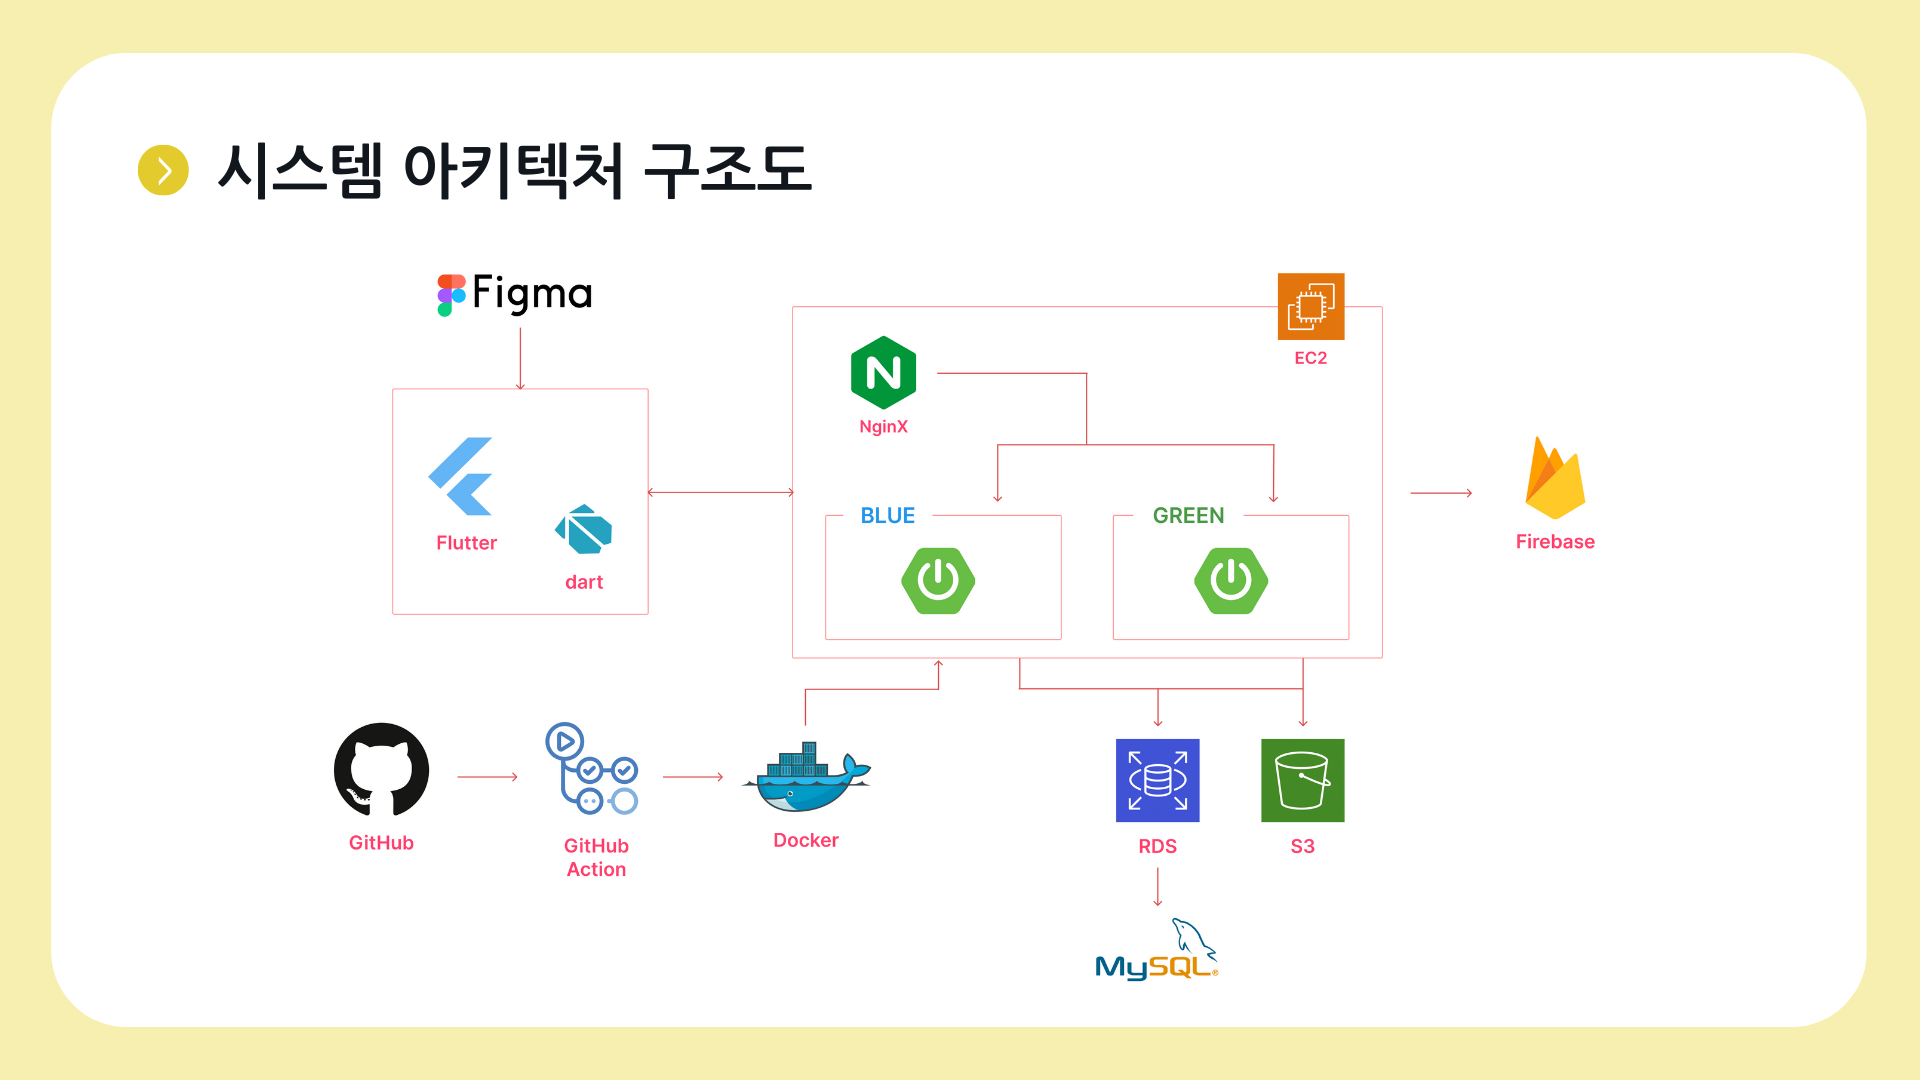 시스템 아키텍처 구조도
Figma
EC2
NginX
BLUE
GREEN
Flutter
dart
Firebase
GitHub
GitHub
Action
Docker
RDS
S3
MySQL®